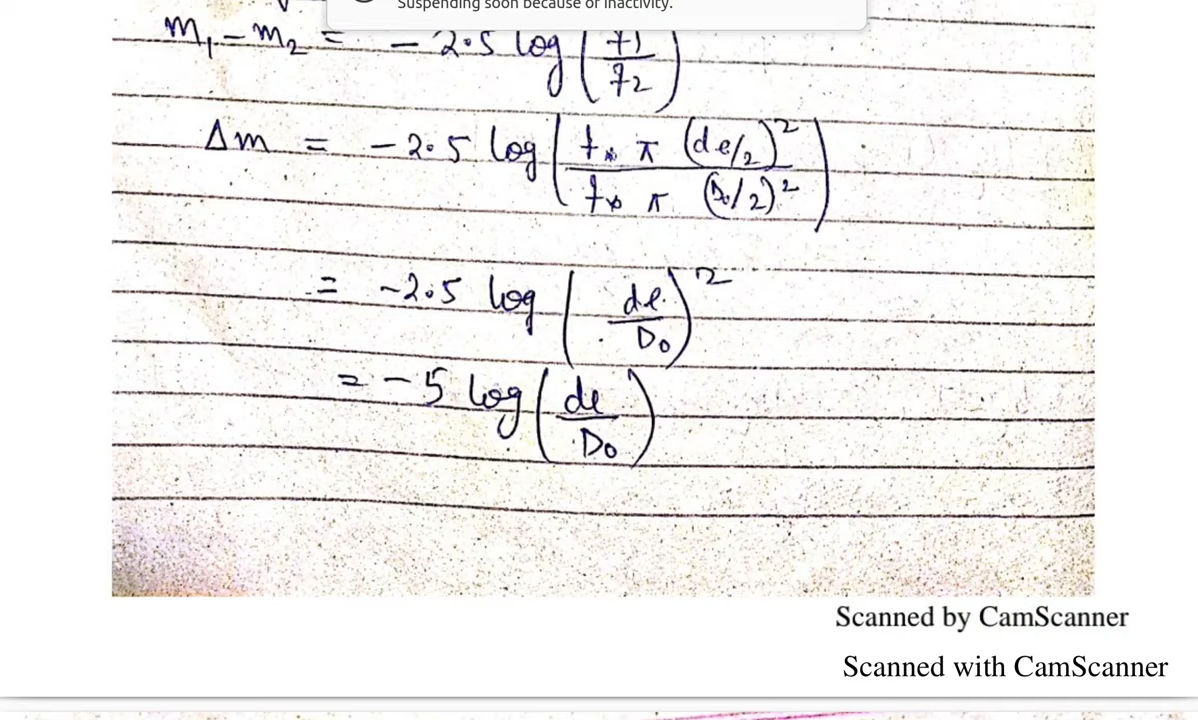 Suspending soon because of inactivity.
m₁ - m₂ = - 2.5 log (f1 / f2)
Δm = - 2.5 log (f* π (de/2)² / f* π (D₀/2)²)
= - 2.5 log (de / D₀)²
= - 5 log (de / D₀)
Scanned by CamScanner
Scanned with CamScanner